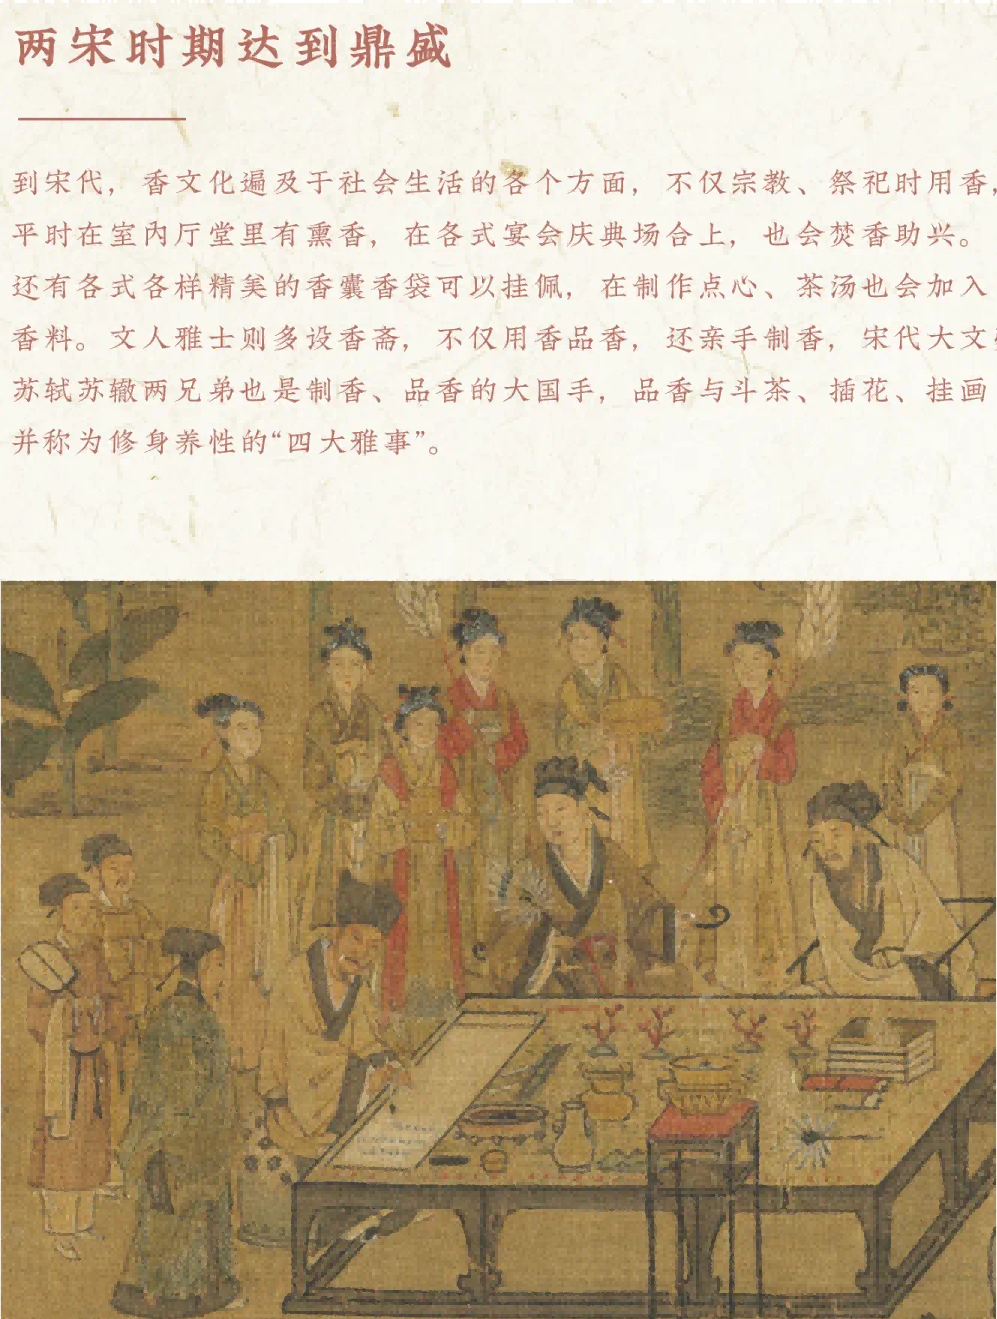 两宋时期达到鼎盛
到宋代，香文化遍及于社会生活的各个方面，不仅宗教、祭祀时用香，
平时在室内厅堂里有熏香，在各式宴会庆典场合上，也会焚香助兴。
还有各式各样精美的香囊香袋可以挂佩，在制作点心、茶汤也会加入
香料。文人雅士则多设香斋，不仅用香品香，还亲手制香，宋代大文
苏轼苏辙两兄弟也是制香、品香的大国手，品香与斗茶、插花、挂画
并称为修身养性的“四大雅事”。